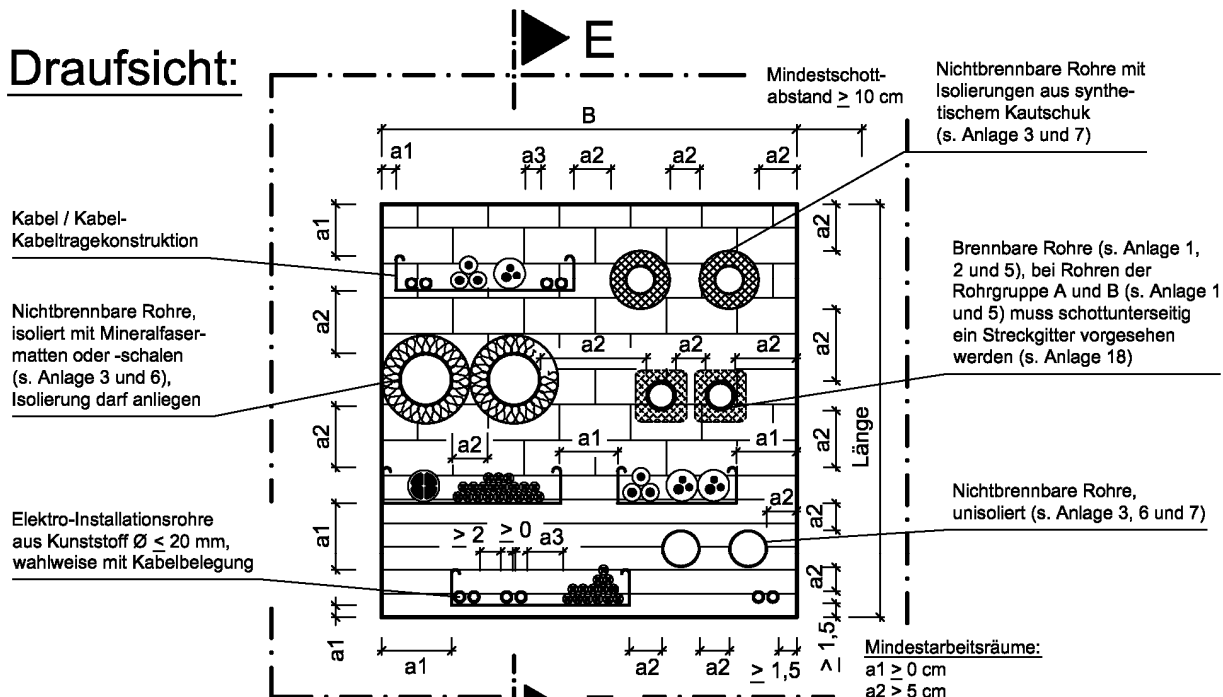 Draufsicht:
E
Mindestschott-
abstand ≥ 10 cm
Nichtbrennbare Rohre mit
Isolierungen aus synthe-
tischem Kautschuk
(s. Anlage 3 und 7)
B
a1
a3
a2
a2
a2
Kabel / Kabel-
Kabeltragekonstruktion
a1
a2
Brennbare Rohre (s. Anlage 1,
2 und 5), bei Rohren der
Rohrgruppe A und B (s. Anlage 1
und 5) muss schottunterseitig
ein Streckgitter vorgesehen
werden (s. Anlage 18)
Nichtbrennbare Rohre,
isoliert mit Mineralfaser-
matten oder -schalen
(s. Anlage 3 und 6),
Isolierung darf anliegen
a2
a2
a2
a2
a2
Länge
a2
a2
a1
a1
a2
a2
Nichtbrennbare Rohre,
unisoliert (s. Anlage 3, 6 und 7)
a2
Elektro-Installationsrohre
aus Kunststoff Ø ≤ 20 mm,
wahlweise mit Kabelbelegung
a1
≥ 2
≥ 0
a3
a2
a1
a1
a2
a2
≥ 1,5
≥ 1,5
Mindestarbeitsräume:
a1 ≥ 0 cm
a2 ≥ 5 cm